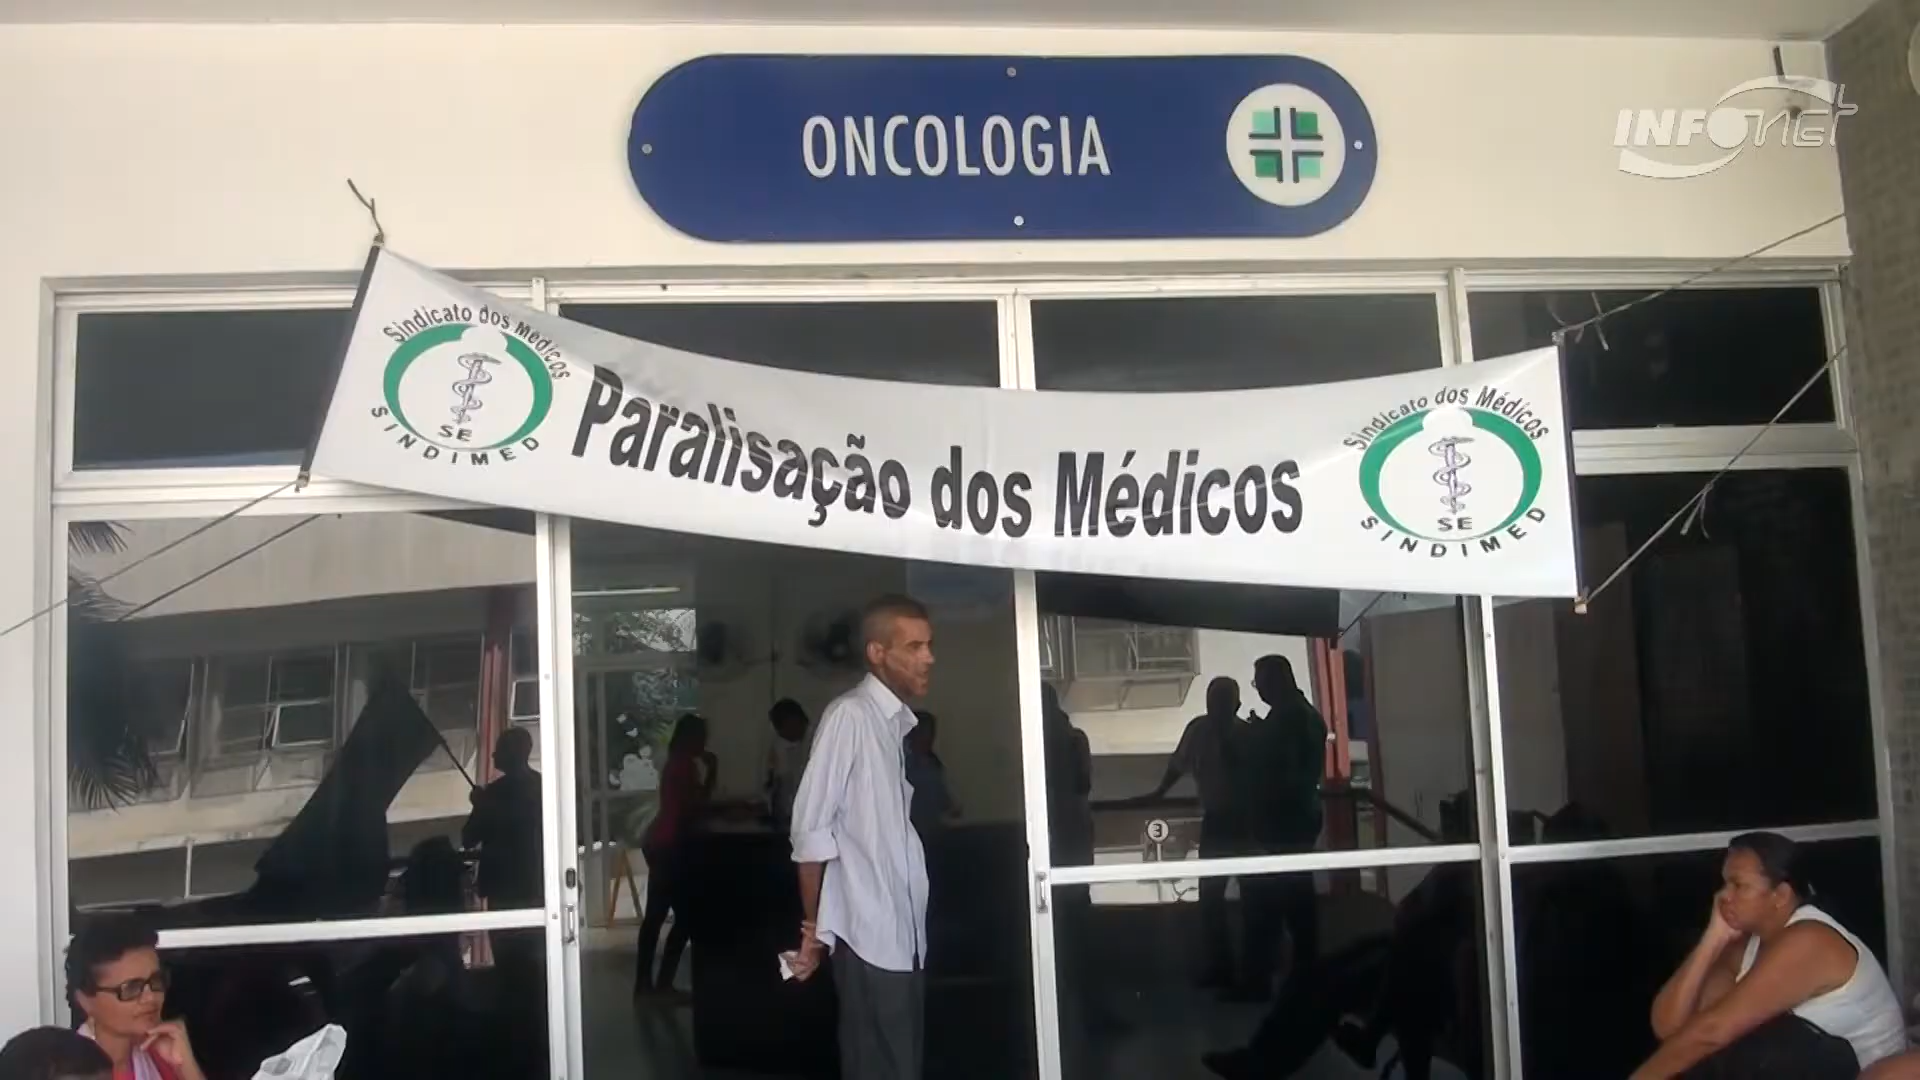 ONCOLOGIA
INFONET
Sindicato dos Médicos
SE
SINDIMED
Paralisação dos Médicos
Sindicato dos Médicos
SE
SINDIMED
3